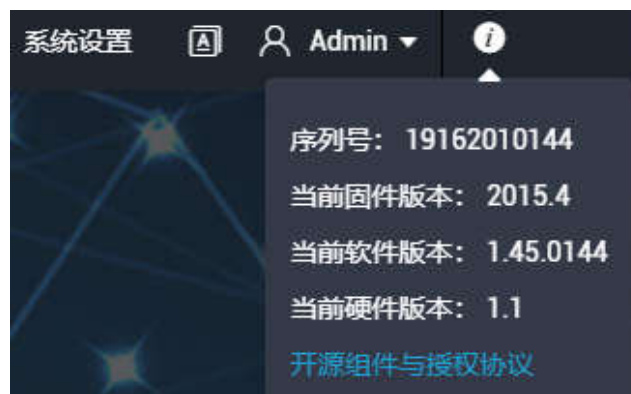 系统设置 A Admin i
序列号： 19162010144
当前固件版本： 2015.4
当前软件版本： 1.45.0144
当前硬件版本： 1.1
开源组件与授权协议